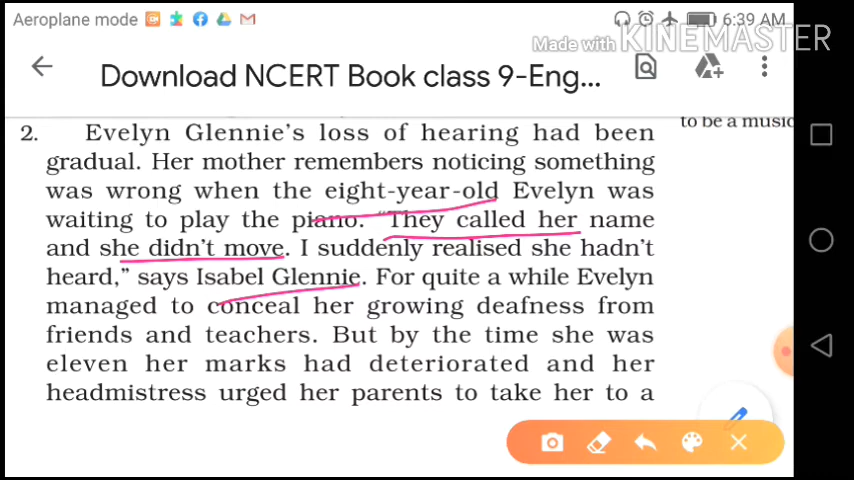 Aeroplane mode
6:39 AM
Made with KINEMASTER
Download NCERT Book class 9-Eng...
to be a music
2. Evelyn Glennie's loss of hearing had been
gradual. Her mother remembers noticing something
was wrong when the eight-year-old Evelyn was
waiting to play the piano. "They called her name
and she didn't move. I suddenly realised she hadn't
heard," says Isabel Glennie. For quite a while Evelyn
managed to conceal her growing deafness from
friends and teachers. But by the time she was
eleven her marks had deteriorated and her
headmistress urged her parents to take her to a